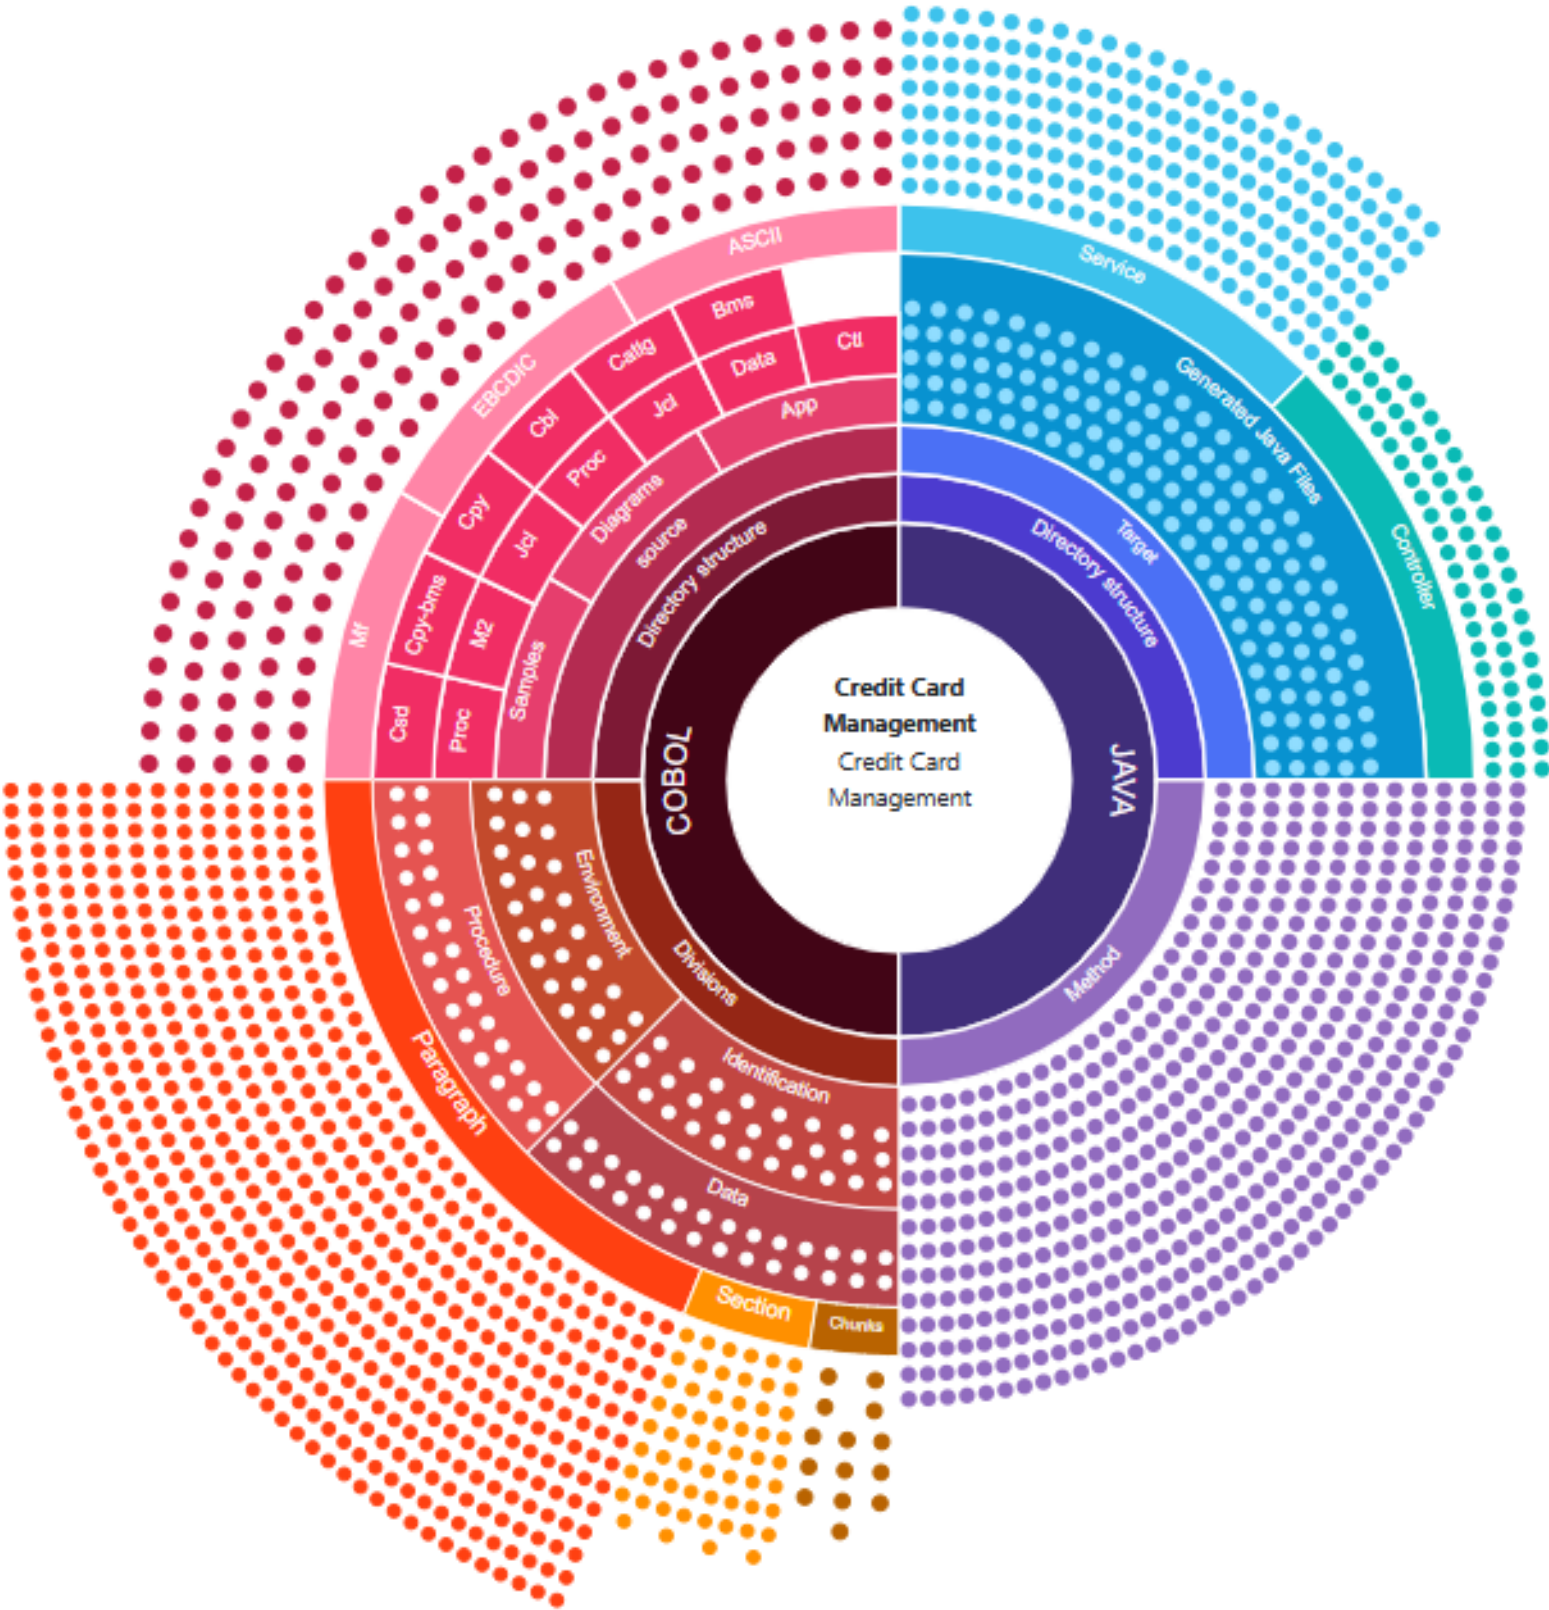 ASCII
Service
EBCDIC
Bms
Catlg
Data
Ctl
Cbl
Jcl
App
Generated Java Files
Cpy
Proc
Diagrams
Jcl
source
Directory structure
Target
Directory structure
Controller
Mf
Cpy-bms
M2
Samples
Csd
Proc
COBOL
Credit Card
Management
Credit Card
Management
JAVA
Environment
Procedure
Divisions
Method
Paragraph
Identification
Data
Section
Chunks